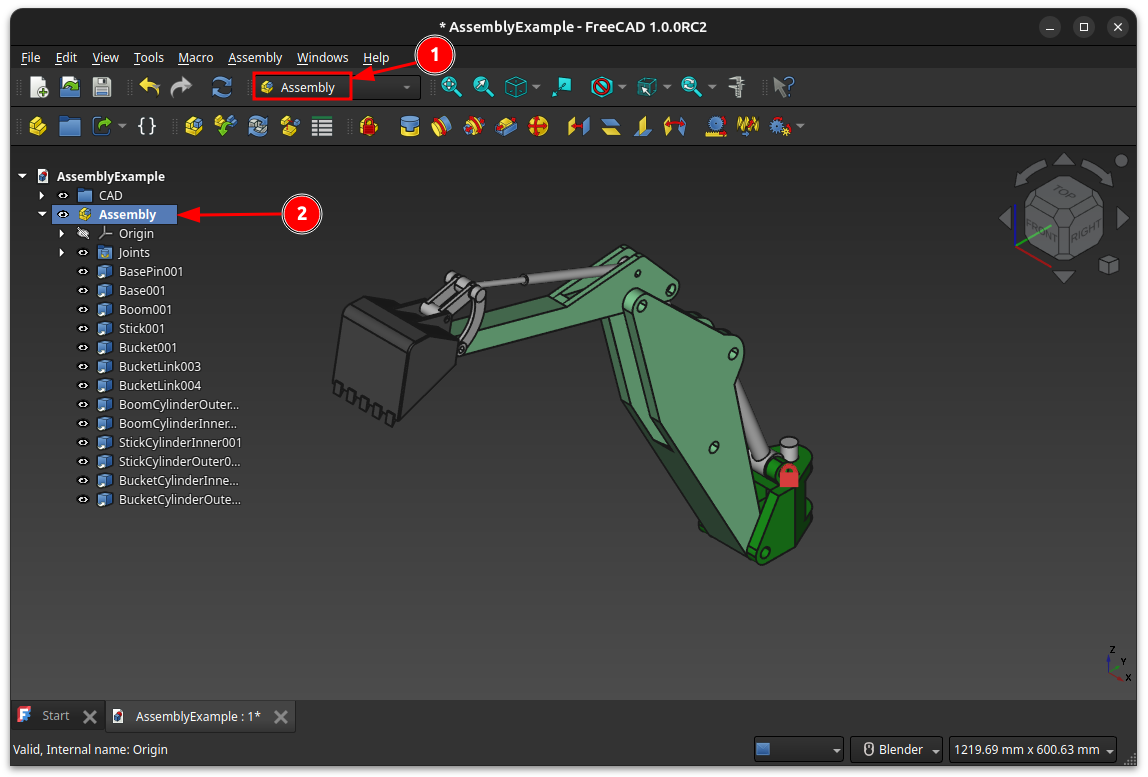 * AssemblyExample - FreeCAD 1.0.0RC2
File Edit View Tools Macro Assembly Windows Help
1
Assembly
AssemblyExample
CAD
Assembly
2
Origin
Joints
BasePin001
Base001
Boom001
Stick001
Bucket001
BucketLink003
BucketLink004
BoomCylinderOuter...
BoomCylinderInner...
StickCylinderInner001
StickCylinderOuter0...
BucketCylinderInne...
BucketCylinderOute...
TOP
FRONT
RIGHT
Z
Y
X
Start
AssemblyExample : 1*
Valid, Internal name: Origin
Blender
1219.69 mm x 600.63 mm